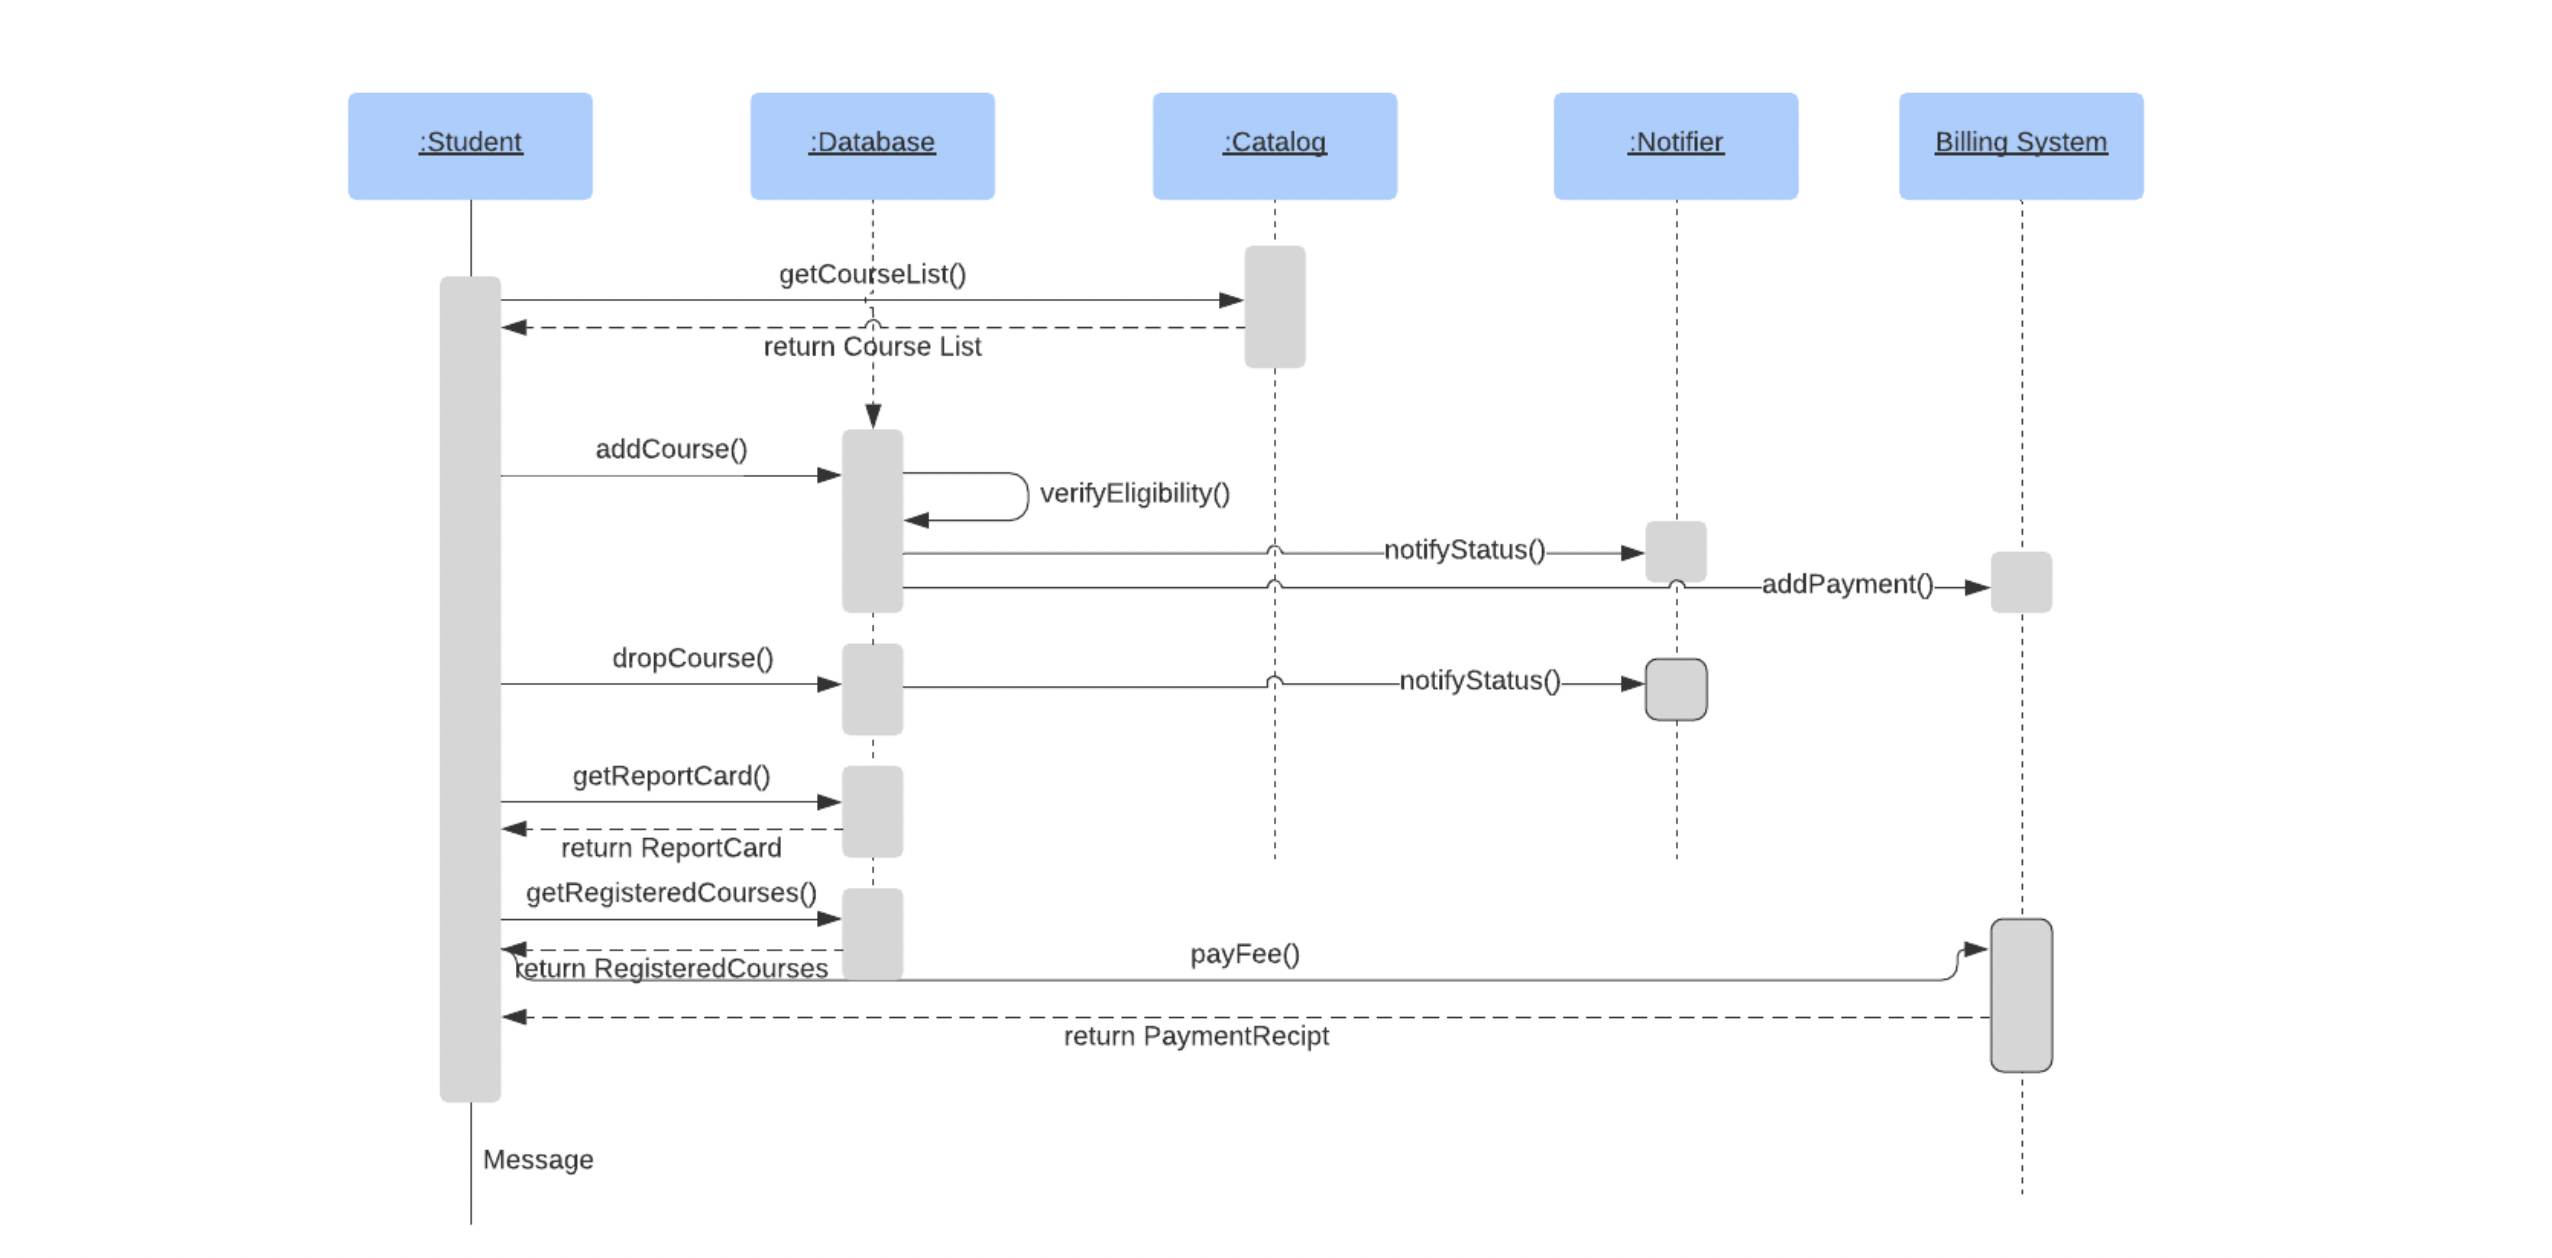 :Student
:Database
:Catalog
:Notifier
Billing System
getCourseList()
return Course List
addCourse()
verifyEligibility()
notifyStatus()
addPayment()
dropCourse()
notifyStatus()
getReportCard()
return ReportCard
getRegisteredCourses()
payFee()
return RegisteredCourses
return PaymentRecipt
Message